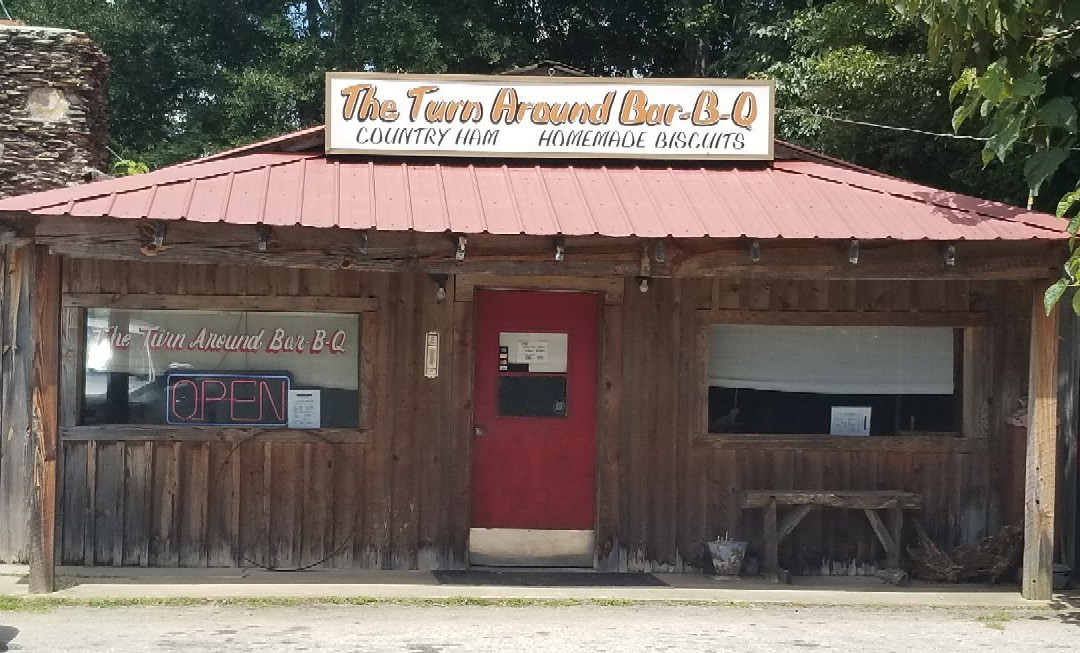 The Turn Around Bar-B-Q
COUNTRY HAM HOMEMADE BISCUITS
The Turn Around Bar-B-Q
OPEN